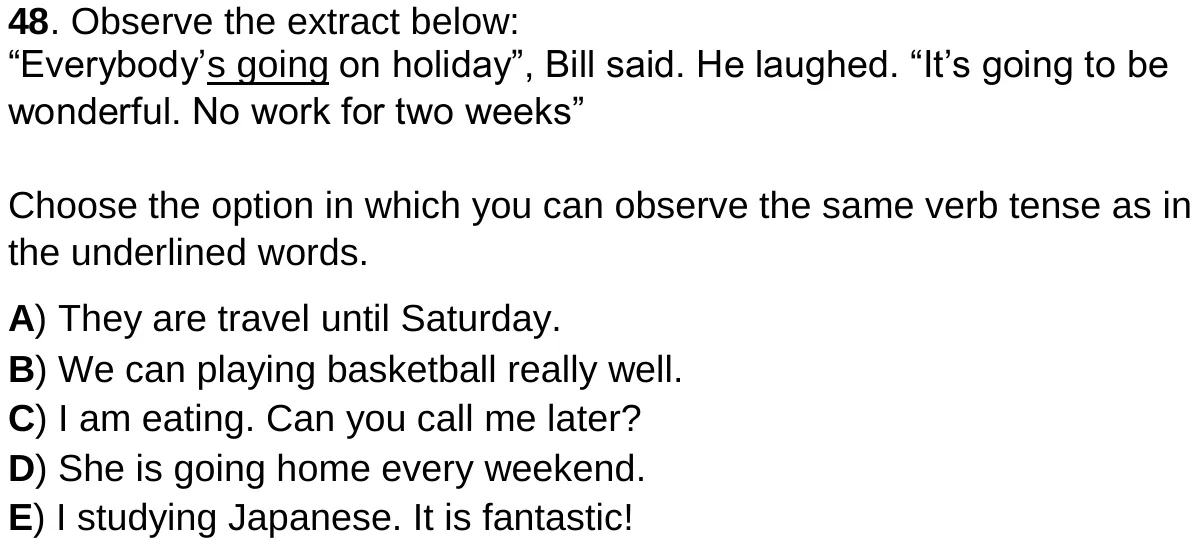 48. Observe the extract below:
“Everybody’s going on holiday”, Bill said. He laughed. “It’s going to be
wonderful. No work for two weeks”
Choose the option in which you can observe the same verb tense as in
the underlined words.
A) They are travel until Saturday.
B) We can playing basketball really well.
C) I am eating. Can you call me later?
D) She is going home every weekend.
E) I studying Japanese. It is fantastic!